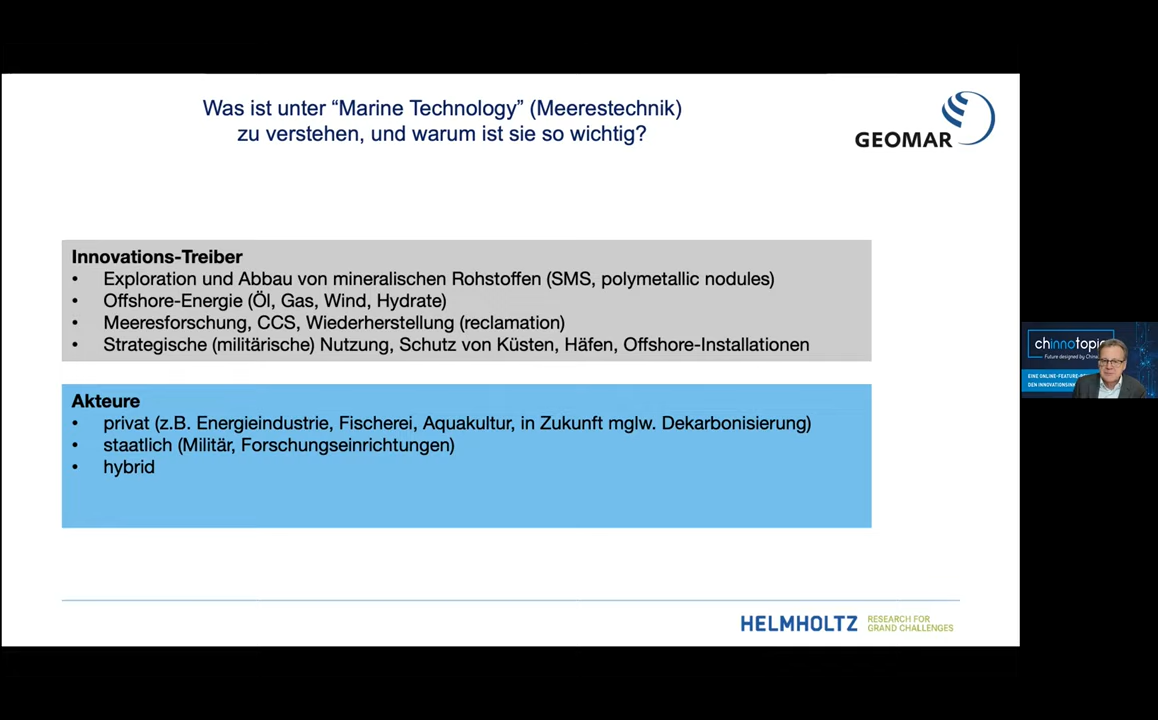 Was ist unter “Marine Technology” (Meerestechnik)
zu verstehen, und warum ist sie so wichtig?
GEOMAR
Innovations-Treiber
• Exploration und Abbau von mineralischen Rohstoffen (SMS, polymetallic nodules)
• Offshore-Energie (Öl, Gas, Wind, Hydrate)
• Meeresforschung, CCS, Wiederherstellung (reclamation)
• Strategische (militärische) Nutzung, Schutz von Küsten, Häfen, Offshore-Installationen
Akteure
• privat (z.B. Energieindustrie, Fischerei, Aquakultur, in Zukunft mglw. Dekarbonisierung)
• staatlich (Militär, Forschungseinrichtungen)
• hybrid
HELMHOLTZ
RESEARCH FOR
GRAND CHALLENGES
chinnotopi
Future designed by China
EINE ONLINE-FEATURE-
DEN INNOVATIONSIN